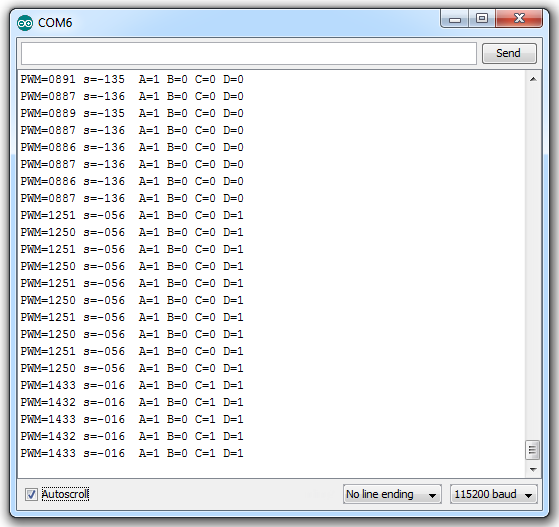 COM6
Send
PWM=0891 s=-135  A=1 B=0 C=0 D=0
PWM=0887 s=-136  A=1 B=0 C=0 D=0
PWM=0889 s=-135  A=1 B=0 C=0 D=0
PWM=0887 s=-136  A=1 B=0 C=0 D=0
PWM=0886 s=-136  A=1 B=0 C=0 D=0
PWM=0887 s=-136  A=1 B=0 C=0 D=0
PWM=0886 s=-136  A=1 B=0 C=0 D=0
PWM=0887 s=-136  A=1 B=0 C=0 D=0
PWM=1251 s=-056  A=1 B=0 C=0 D=1
PWM=1250 s=-056  A=1 B=0 C=0 D=1
PWM=1251 s=-056  A=1 B=0 C=0 D=1
PWM=1250 s=-056  A=1 B=0 C=0 D=1
PWM=1251 s=-056  A=1 B=0 C=0 D=1
PWM=1250 s=-056  A=1 B=0 C=0 D=1
PWM=1251 s=-056  A=1 B=0 C=0 D=1
PWM=1250 s=-056  A=1 B=0 C=0 D=1
PWM=1251 s=-056  A=1 B=0 C=0 D=1
PWM=1250 s=-056  A=1 B=0 C=0 D=1
PWM=1433 s=-016  A=1 B=0 C=1 D=1
PWM=1432 s=-016  A=1 B=0 C=1 D=1
PWM=1433 s=-016  A=1 B=0 C=1 D=1
PWM=1432 s=-016  A=1 B=0 C=1 D=1
PWM=1433 s=-016  A=1 B=0 C=1 D=1
Autoscroll
No line ending
115200 baud